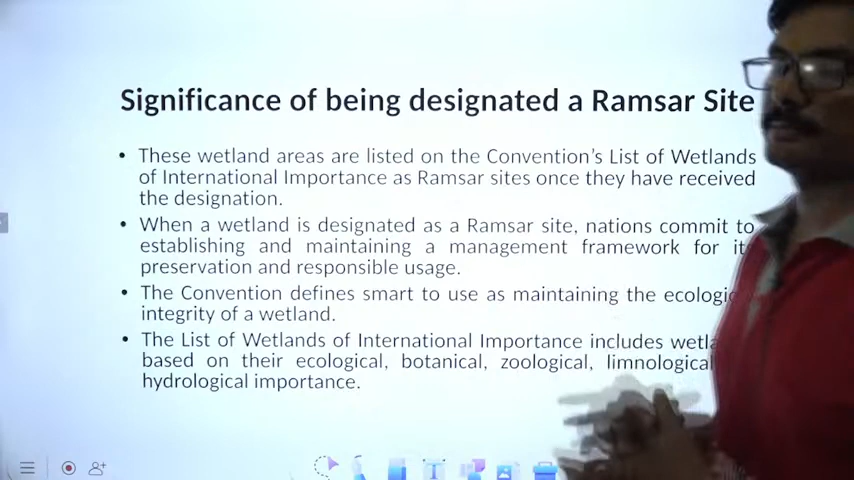 Significance of being designated a Ramsar Site
• These wetland areas are listed on the Convention's List of Wetlands
of International Importance as Ramsar sites once they have received
the designation.
• When a wetland is designated as a Ramsar site, nations commit to
establishing and maintaining a management framework for
preservation and responsible usage.
• The Convention defines smart to use as maintaining the
integrity of a wetland.
• The List of Wetlands of International Importance includes
based on their ecological, botanical, zoological, limnological
hydrological importance.